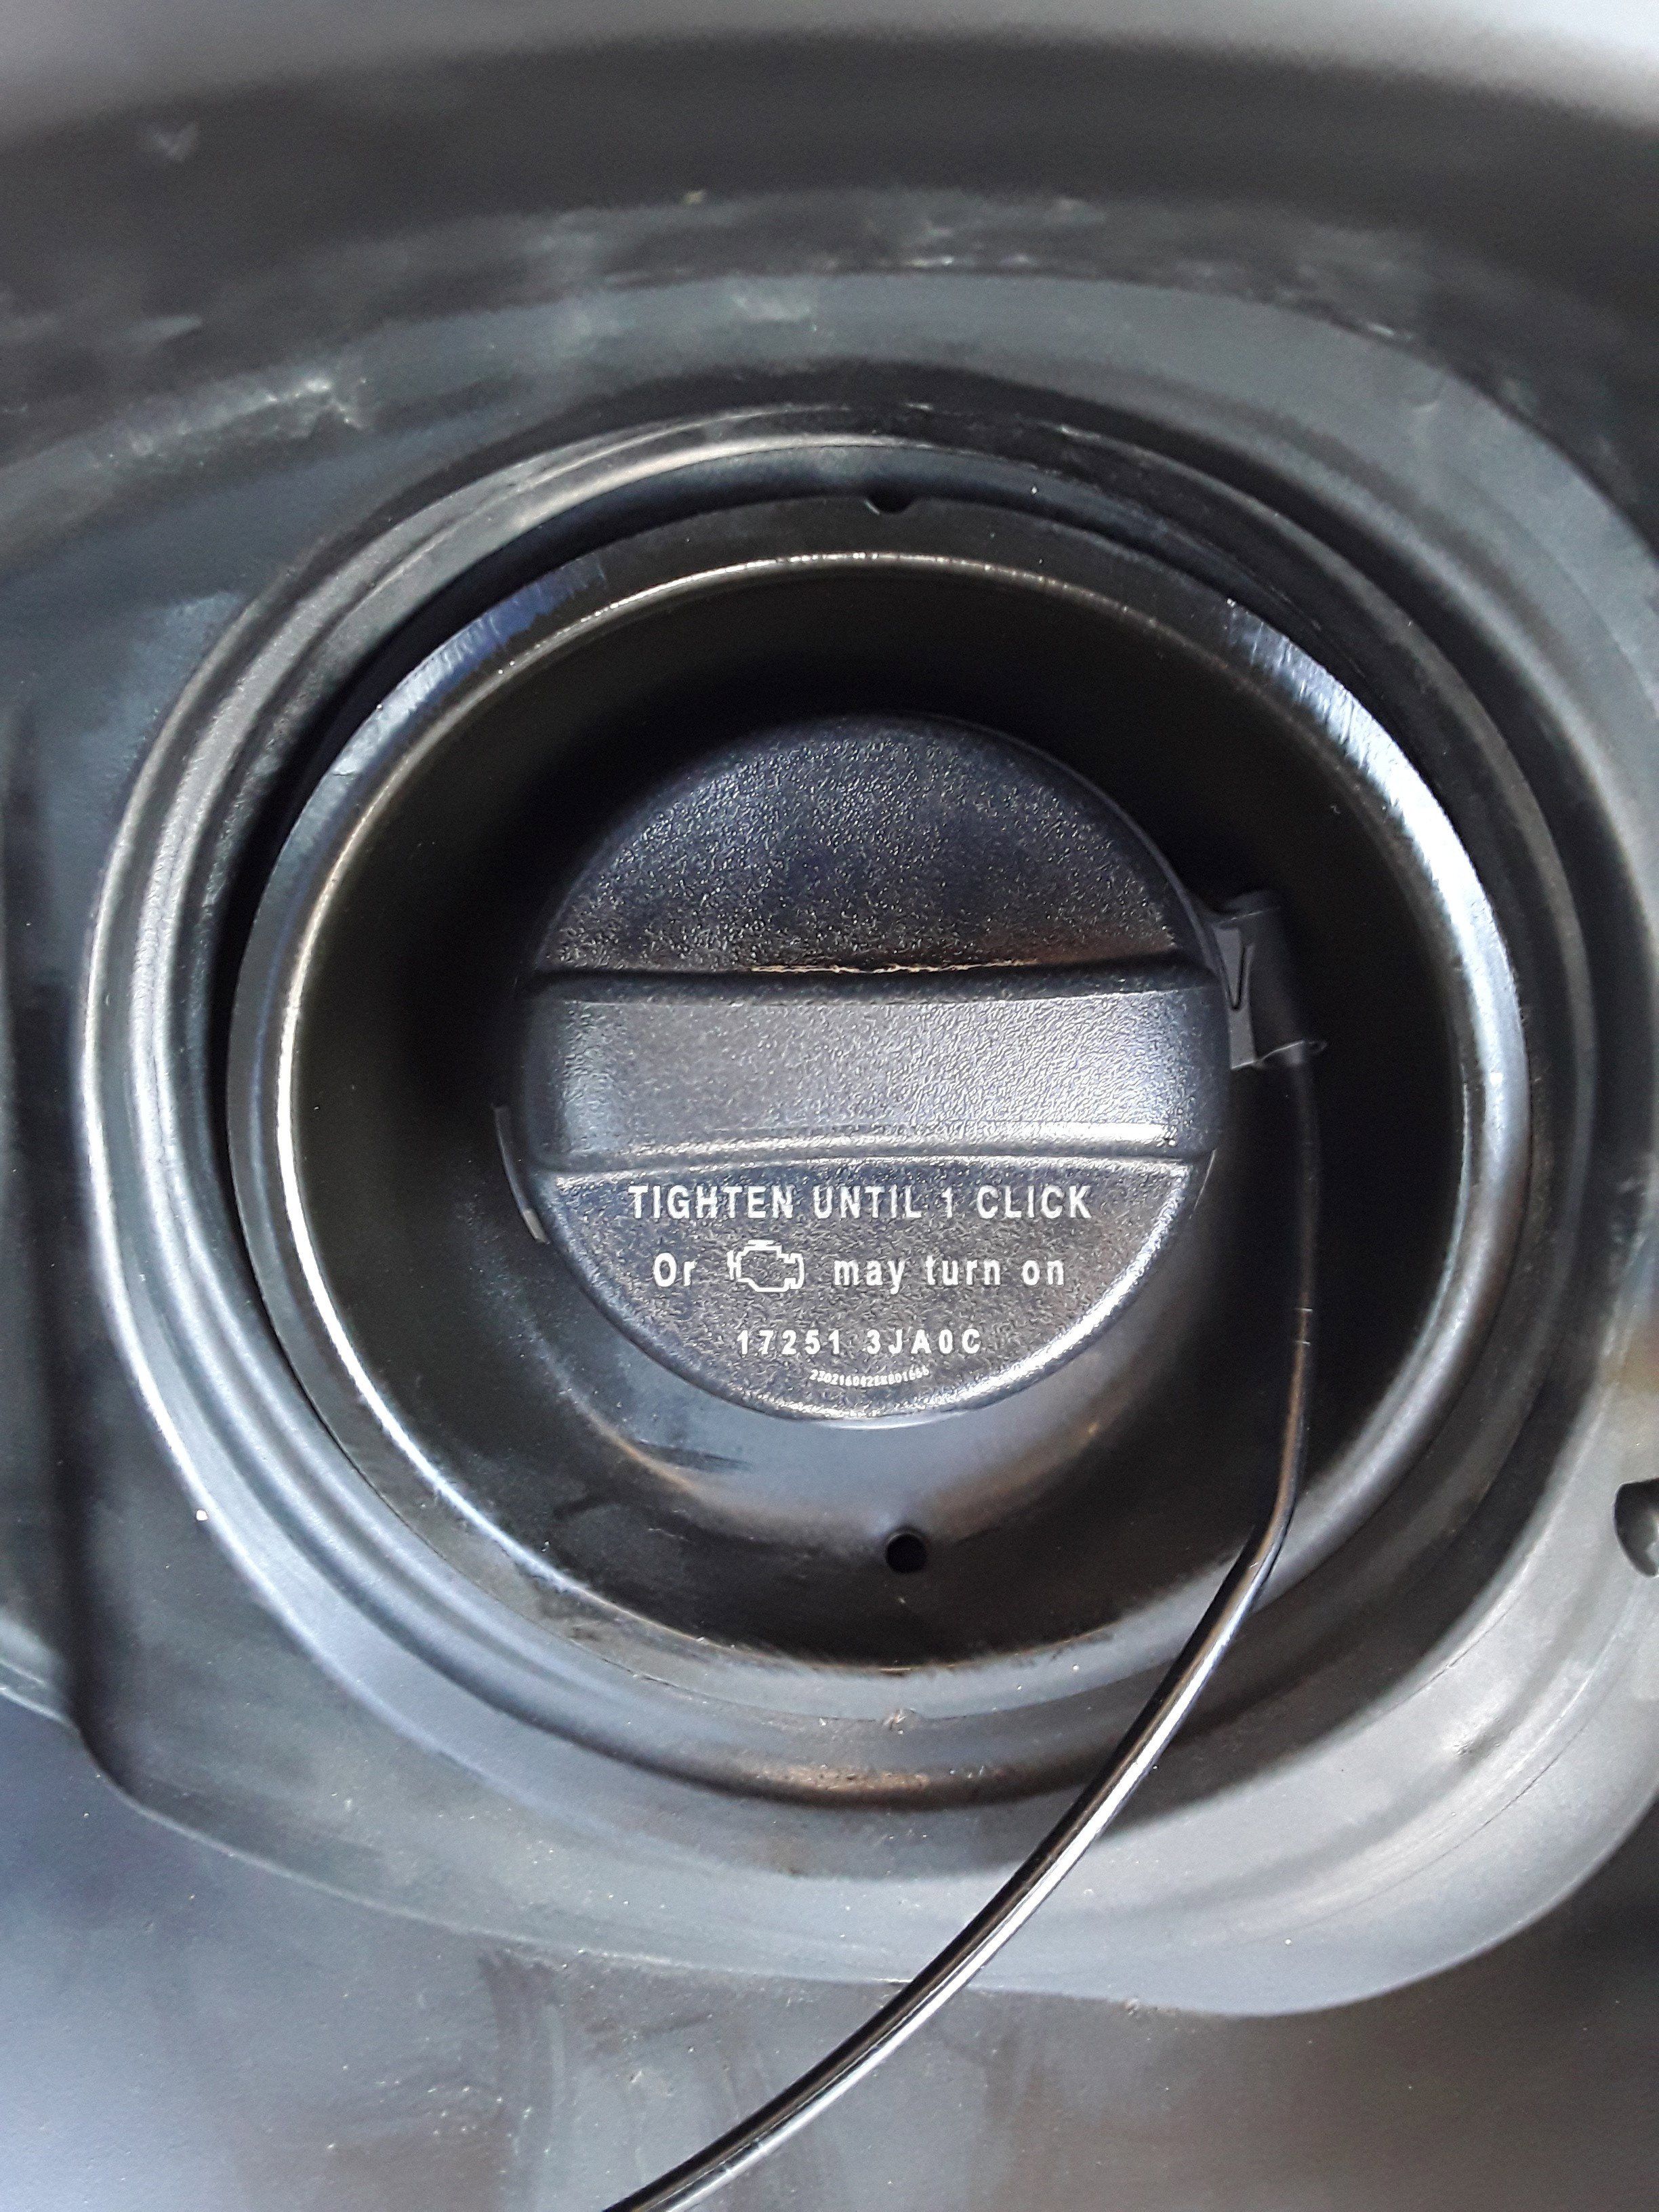 TIGHTEN UNTIL 1 CLICK
Or may turn on
17251 3JA0C